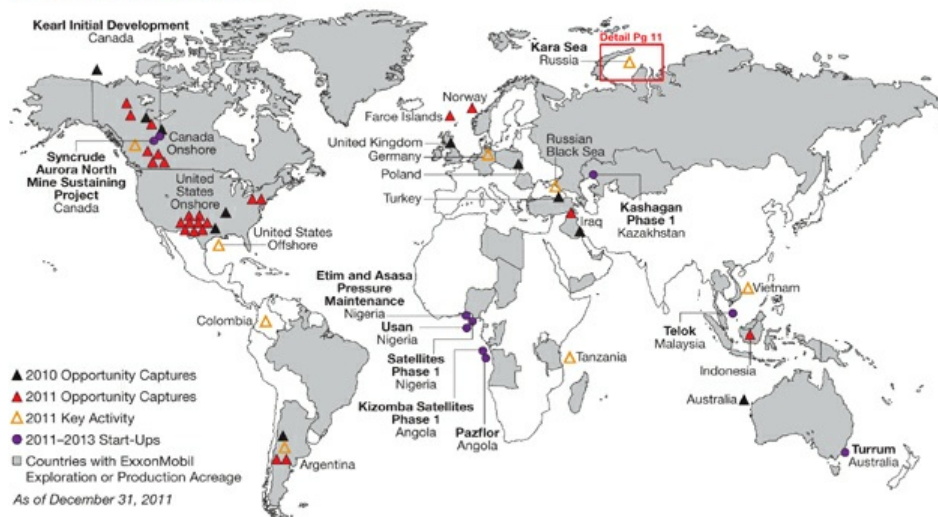 Kearl Initial Development
Canada
Detail Pg 11
Kara Sea
Russia
Norway
Faroe Islands
Canada
Onshore
United Kingdom
Germany
Russian
Black Sea
Syncrude
Aurora North
Mine Sustaining
Project
Canada
United
States
Onshore
Poland
Turkey
Kashagan
Phase 1
Kazakhstan
Iraq
United States
Offshore
Etim and Asasa
Pressure
Maintenance
Nigeria
Vietnam
Colombia
Usan
Nigeria
Telok
Malaysia
Satellites
Phase 1
Nigeria
Tanzania
Indonesia
Kizomba Satellites
Phase 1
Angola
Pazflor
Angola
Australia
Turrum
Australia
Argentina
2010 Opportunity Captures
2011 Opportunity Captures
2011 Key Activity
2011–2013 Start-Ups
Countries with ExxonMobil
Exploration or Production Acreage
As of December 31, 2011